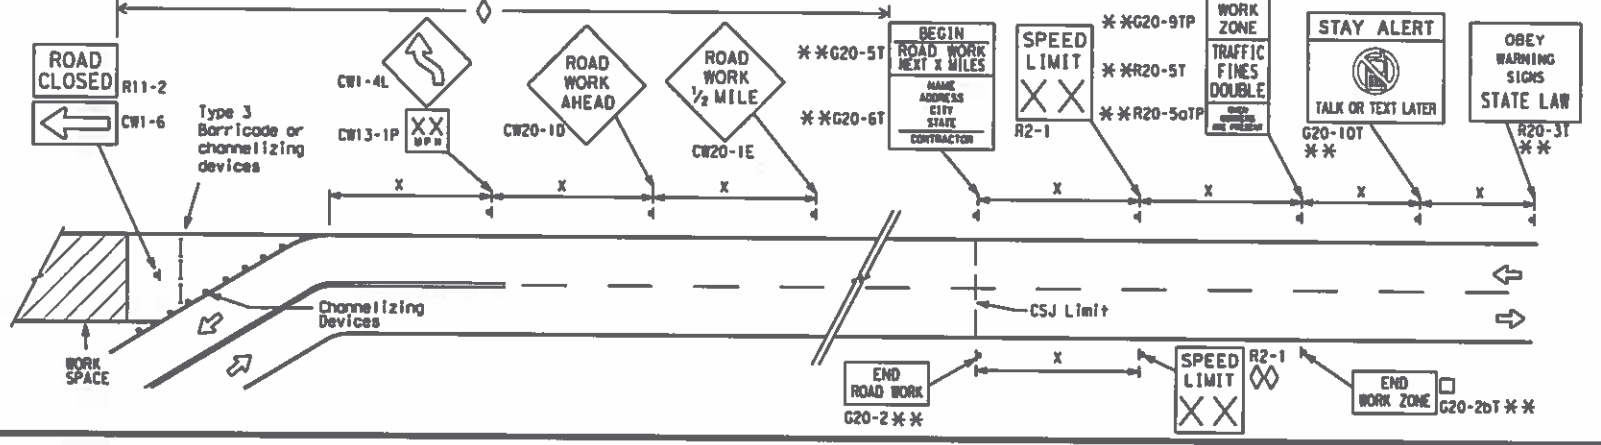 ROAD
CLOSED
R11-2
CW1-6
Type 3
Barricade or
channelizing
devices
CW1-4L
XX
MPH
CW13-1P
ROAD
WORK
AHEAD
CW20-1D
ROAD
WORK
1/2 MILE
CW20-1E
**G20-5T
BEGIN
ROAD WORK
NEXT X MILES
**G20-6T
NAME
ADDRESS
CITY
STATE
CONTRACTOR
SPEED
LIMIT
XX
R2-1
**G20-9TP
WORK
ZONE
**R20-5T
TRAFFIC
FINES
DOUBLE
**R20-5aTP
WHEN
WORKERS
ARE PRESENT
STAY ALERT
TALK OR TEXT LATER
G20-10T
**
OBEY
WARNING
SIGNS
STATE LAW
R20-3T
**
X X X X X X X
WORK
SPACE
Channelizing
Devices
CSJ Limit
END
ROAD WORK
G20-2 **
X
SPEED
LIMIT
XX
R2-1
END
WORK ZONE
G20-2bT **